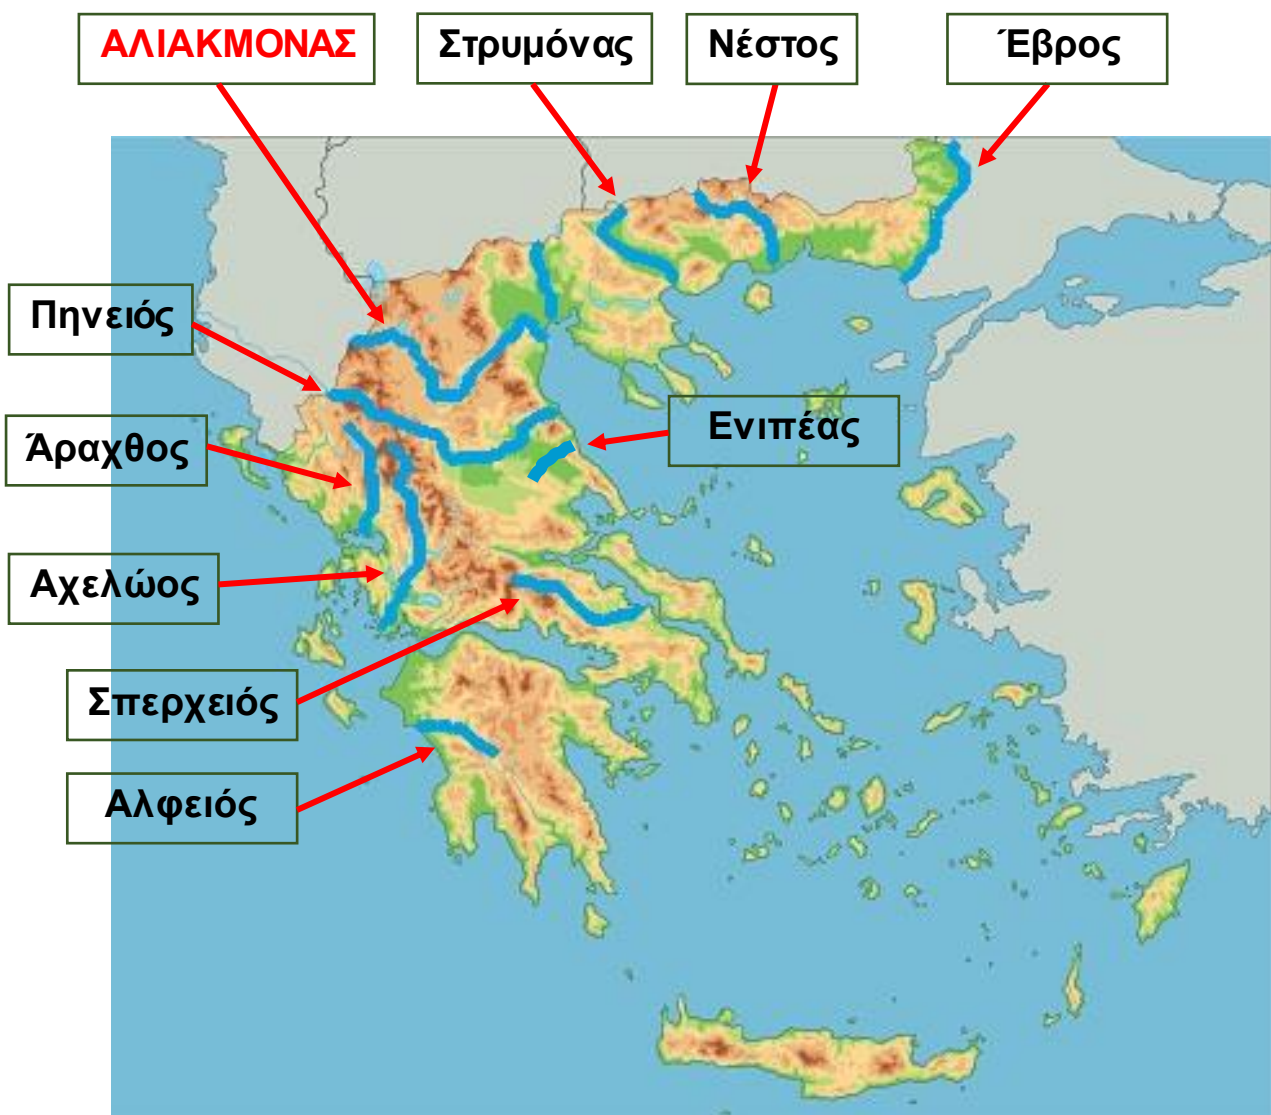 ΑΛΙΑΚΜΟΝΑΣ
Στρυμόνας
Νέστος
Έβρος
Πηνειός
Άραχθος
Ενιπέας
Αχελώος
Σπερχειός
Αλφειός